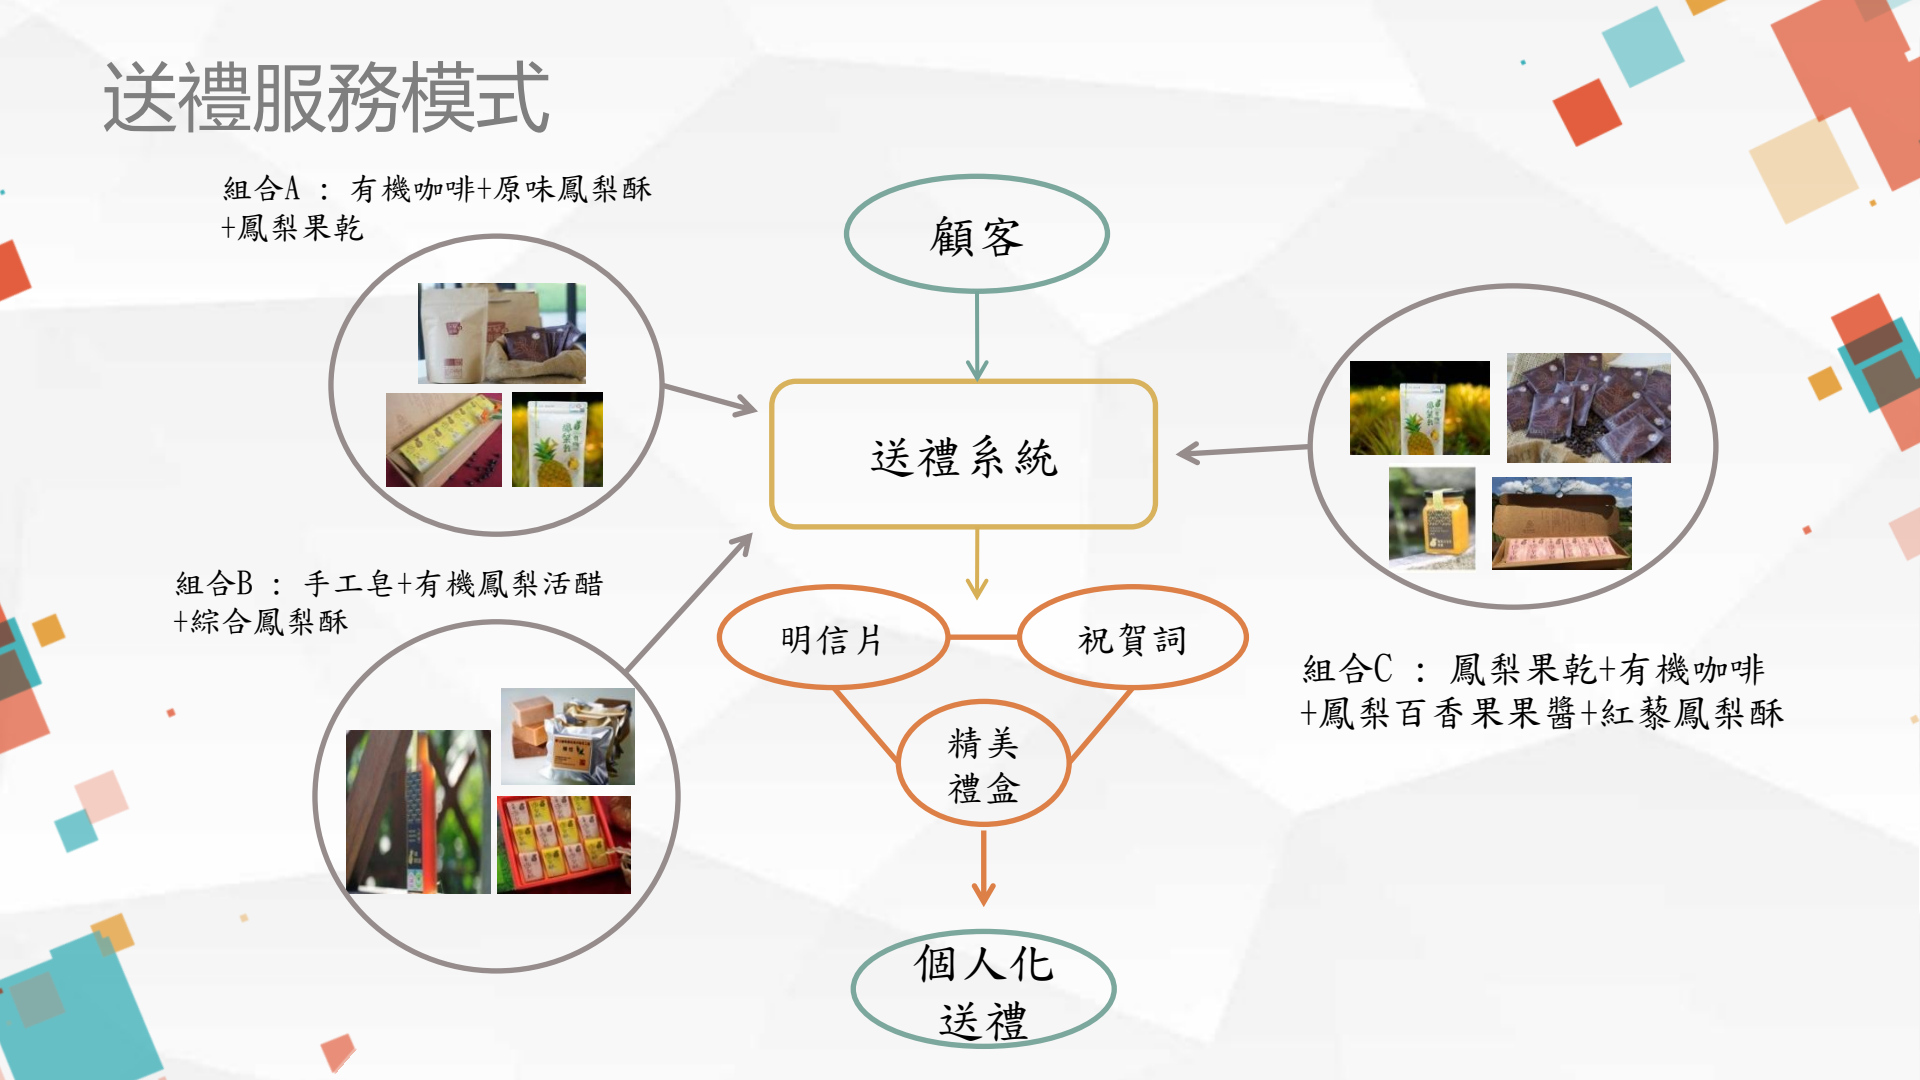 送禮服務模式
組合A : 有機咖啡+原味鳳梨酥
+鳳梨果乾
顧客
送禮系統
組合B : 手工皂+有機鳳梨活醋
+綜合鳳梨酥
明信片
祝賀詞
精美
禮盒
組合C : 鳳梨果乾+有機咖啡
+鳳梨百香果果醬+紅藜鳳梨酥
個人化
送禮